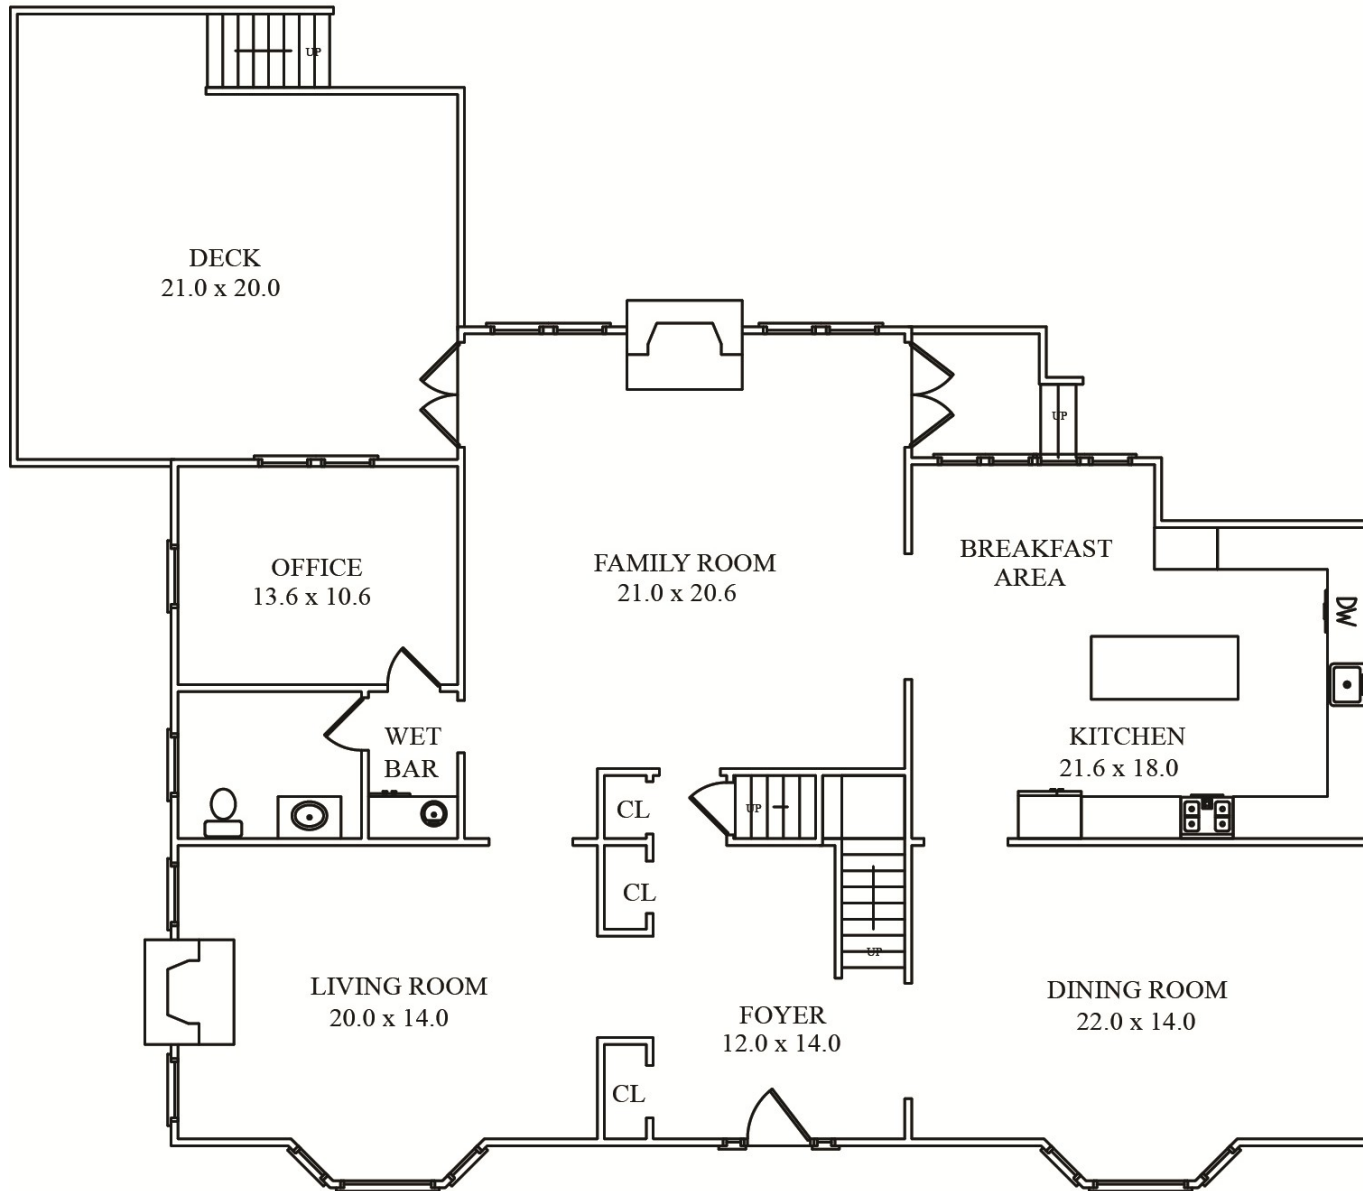 UP
DECK
21.0 x 20.0
UP
OFFICE
13.6 x 10.6
FAMILY ROOM
21.0 x 20.6
BREAKFAST
AREA
DW
WET
BAR
KITCHEN
21.6 x 18.0
CL
UP
CL
UP
LIVING ROOM
20.0 x 14.0
FOYER
12.0 x 14.0
DINING ROOM
22.0 x 14.0
CL